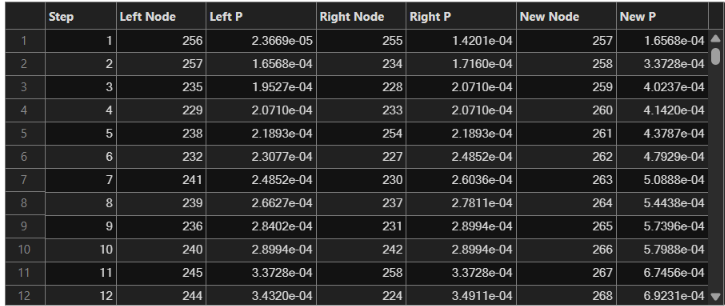 Step Left Node Left P Right Node Right P New Node New P
1 1 256 2.3669e-05 255 1.4201e-04 257 1.6568e-04
2 2 257 1.6568e-04 234 1.7160e-04 258 3.3728e-04
3 3 235 1.9527e-04 228 2.0710e-04 259 4.0237e-04
4 4 229 2.0710e-04 233 2.0710e-04 260 4.1420e-04
5 5 238 2.1893e-04 254 2.1893e-04 261 4.3787e-04
6 6 232 2.3077e-04 227 2.4852e-04 262 4.7929e-04
7 7 241 2.4852e-04 230 2.6036e-04 263 5.0888e-04
8 8 239 2.6627e-04 237 2.7811e-04 264 5.4438e-04
9 9 236 2.8402e-04 231 2.8994e-04 265 5.7396e-04
10 10 240 2.8994e-04 242 2.8994e-04 266 5.7988e-04
11 11 245 3.3728e-04 258 3.3728e-04 267 6.7456e-04
12 12 244 3.4320e-04 224 3.4911e-04 268 6.9231e-04